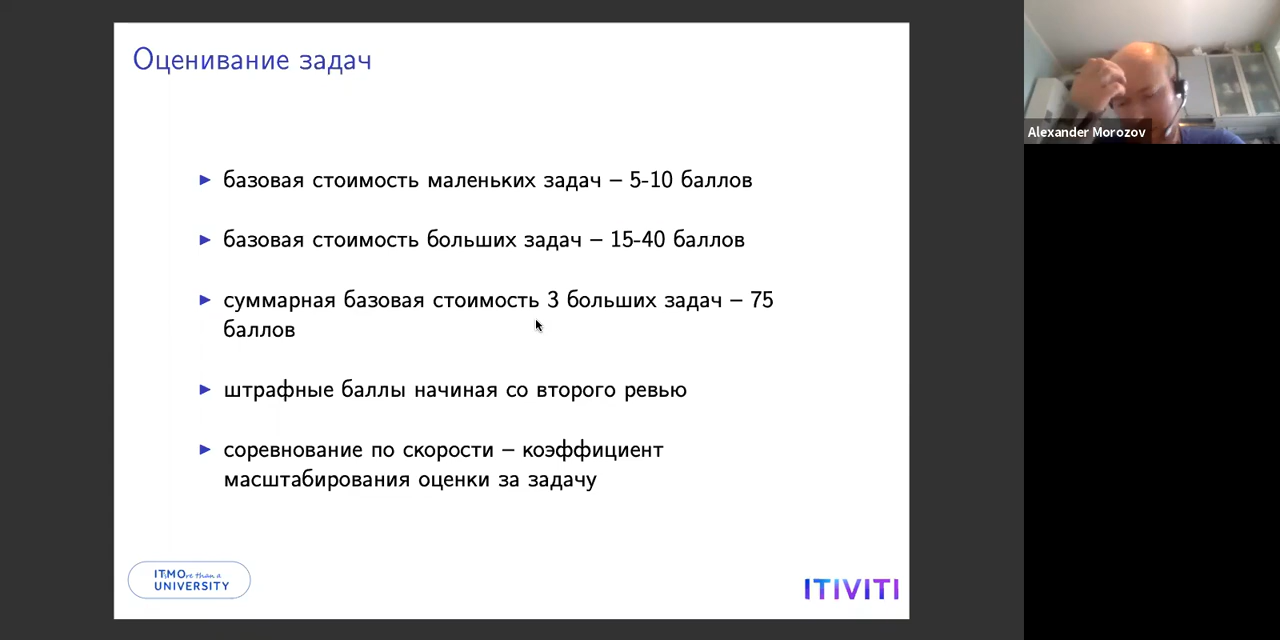 Оценивание задач
базовая стоимость маленьких задач – 5-10 баллов
базовая стоимость больших задач – 15-40 баллов
суммарная базовая стоимость 3 больших задач – 75
баллов
штрафные баллы начиная со второго ревью
соревнование по скорости – коэффициент
масштабирования оценки за задачу
ITMOre than a
UNIVERSITY
ITIVITI
Alexander Morozov